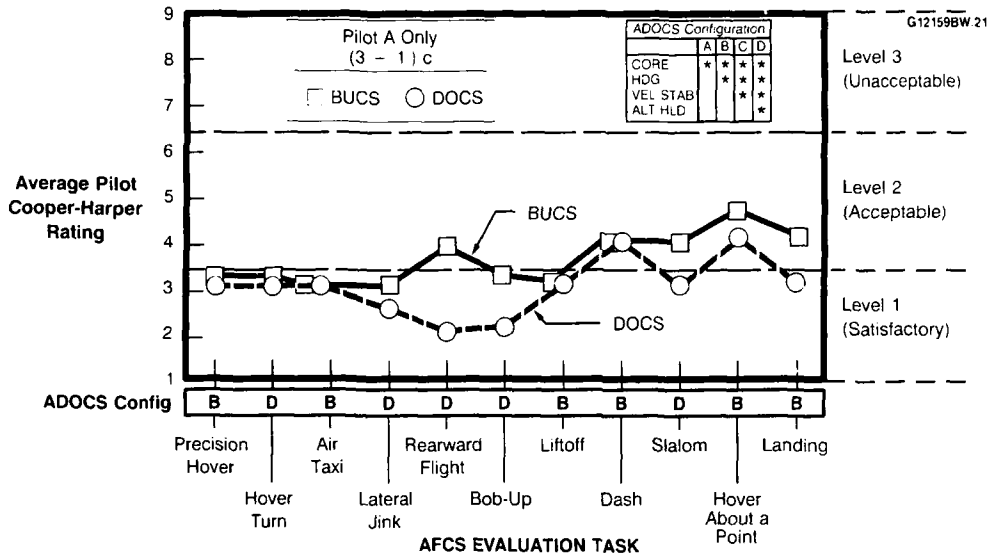 G12159BW.21
9
8
7
6
5
4
3
2
1
Average Pilot
Cooper-Harper
Rating
Pilot A Only
(3 - 1) c
BUCS DOCS
ADOCS Configuration
A B C D
CORE * * * *
HDG * * *
VEL STAB * *
ALT HLD *
Level 3
(Unacceptable)
Level 2
(Acceptable)
Level 1
(Satisfactory)
BUCS
DOCS
ADOCS Config B D B D D D B B D B B
Precision
Hover
Hover
Turn
Air
Taxi
Lateral
Jink
Rearward
Flight
Bob-Up
Liftoff
Dash
Slalom
Hover
About a
Point
Landing
AFCS EVALUATION TASK